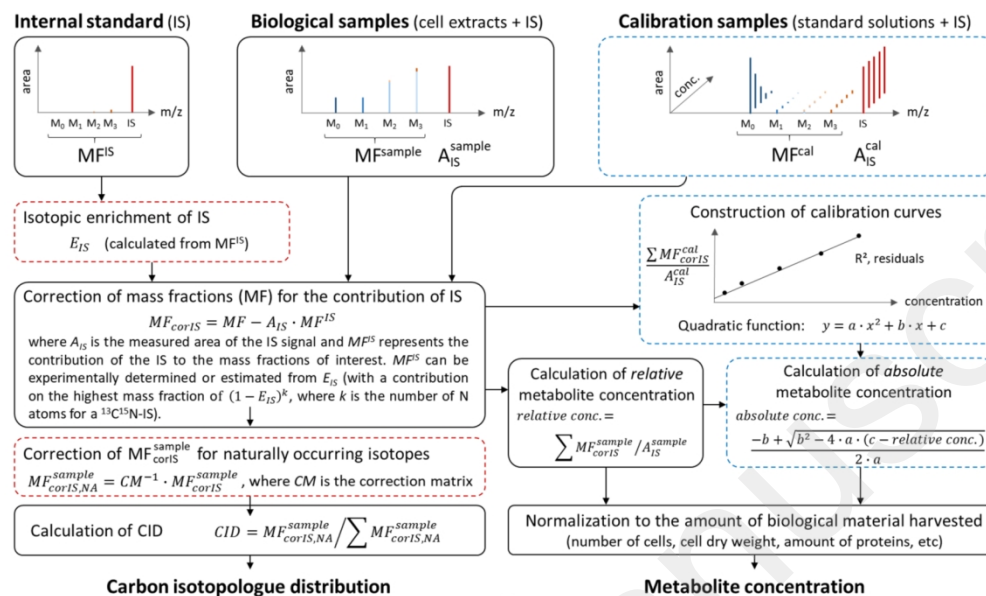 Internal standard (IS)
area
m/z
M₀ M₁ M₂ M₃ IS
MF^IS
Biological samples (cell extracts + IS)
area
m/z
M₀ M₁ M₂ M₃ IS
MF^sample A_IS^sample
Calibration samples (standard solutions + IS)
area
conc.
m/z
M₀ M₁ M₂ M₃ IS
MF^cal A_IS^cal
Isotopic enrichment of IS
E_IS (calculated from MF^IS)
Correction of mass fractions (MF) for the contribution of IS
MF_corIS = MF − A_IS · MF^IS
where A_IS is the measured area of the IS signal and MF^IS represents the
contribution of the IS to the mass fractions of interest. MF^IS can be
experimentally determined or estimated from E_IS (with a contribution
on the highest mass fraction of (1 − E_IS)^k, where k is the number of N
atoms for a ¹³C¹⁵N-IS).
Construction of calibration curves
∑ MF_corIS^cal
A_IS^cal
R², residuals
concentration
Quadratic function: y = a · x² + b · x + c
Calculation of relative
metabolite concentration
relative conc. =
∑ MF_corIS^sample / A_IS^sample
Calculation of absolute
metabolite concentration
absolute conc. =
−b + √(b² − 4 · a · (c − relative conc.))
2 · a
Correction of MF_corIS^sample for naturally occurring isotopes
MF_corIS,NA^sample = CM⁻¹ · MF_corIS^sample , where CM is the correction matrix
Calculation of CID CID = MF_corIS,NA^sample / ∑ MF_corIS,NA^sample
Normalization to the amount of biological material harvested
(number of cells, cell dry weight, amount of proteins, etc)
Carbon isotopologue distribution
Metabolite concentration